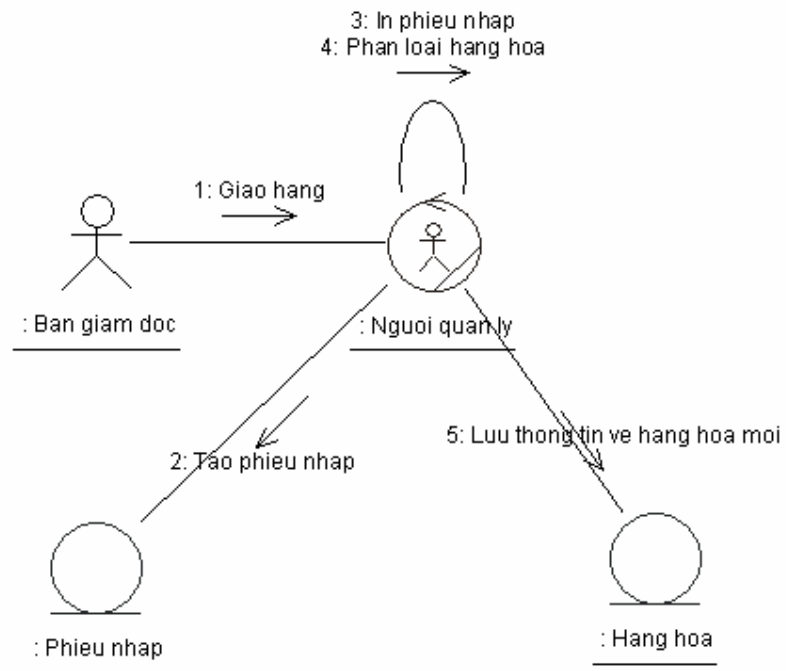 3: In phieu nhap
4: Phan loai hang hoa
1: Giao hang
: Ban giam doc
: Nguoi quan ly
5: Luu thong tin ve hang hoa moi
2: Tao phieu nhap
: Phieu nhap
: Hang hoa